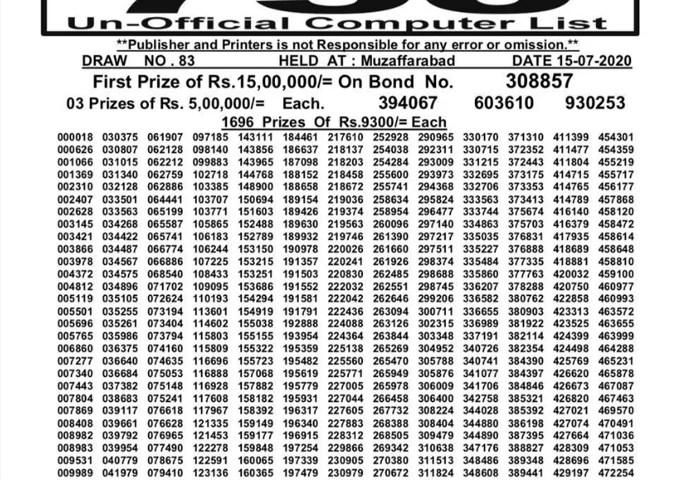 Un-Official Computer List
**Publisher and Printers is not Responsible for any error or omission.**
DRAW NO . 83 HELD AT : Muzaffarabad DATE 15-07-2020
First Prize of Rs.15,00,000/= On Bond No. 308857
03 Prizes of Rs. 5,00,000/= Each. 394067 603610 930253
1696 Prizes Of Rs.9300/= Each
000018 030375 061907 097185 143111 184461 217610 252928 290965 330170 371310 411399 454301
000626 030807 062128 098140 143856 186637 218137 254038 292311 330715 372352 411477 454359
001066 031015 062212 099883 143965 187098 218203 254284 293009 331215 372443 411804 455219
001369 031340 062759 102718 144768 188152 218458 255600 293973 332695 373175 414715 455717
002310 032128 062886 103385 148900 188658 218672 255741 294368 332706 373353 414765 456177
002407 033501 064441 103707 150694 189154 219036 258634 295824 333563 373413 414789 457868
002628 033563 065199 103771 151603 189426 219374 258954 296477 333744 375674 416140 458120
003145 034268 065587 105865 152488 189630 219563 260096 297140 334863 375703 416379 458472
003421 034422 065741 106183 152789 189932 219746 261390 297217 335035 376831 417935 458614
003866 034487 066774 106244 153150 190978 220026 261660 297511 335227 376888 418689 458648
003978 034567 066886 107225 153215 191357 220241 261926 298374 335484 377335 418881 458810
004372 034575 068540 108433 153251 191503 220830 262485 298688 335860 377763 420032 459100
004812 034896 071702 109095 153686 191552 222032 262551 298745 336207 378288 420750 460977
005119 035105 072624 110193 154294 191581 222042 262646 299206 336582 380762 422858 460993
005501 035255 073194 113601 154919 191791 222436 263094 300711 336655 380903 423313 463572
005696 035261 073404 114602 155038 192888 224088 263126 302315 336989 381922 423525 463655
005765 035986 073794 115803 155155 193954 224364 263844 303348 337191 382114 424399 463999
006860 036375 074160 115809 155322 195359 225138 265269 304952 340726 382354 424498 464288
007277 036640 074635 116696 155723 195482 225560 265470 305788 340741 384390 425769 465231
007340 036684 075053 116888 157068 195619 225771 265949 305876 341077 384397 426620 465878
007443 037382 075148 116928 157882 195779 227005 265978 306009 341706 384846 426673 467087
007804 038683 075241 117608 158182 195931 227044 266458 306400 342758 385321 426820 467463
007869 039117 076618 117967 158392 196317 227605 267732 308224 344028 385392 427021 469570
008408 039661 076628 121335 159149 196340 227883 268388 308404 344880 386198 427074 470491
008982 039792 076965 121453 159177 196915 228312 268505 309479 344890 387395 427664 471036
008983 039954 077490 122278 159848 197254 229866 269342 310638 347176 388827 428309 471053
009531 040779 078675 122591 160065 197339 230905 270380 311513 348486 389348 428696 471585
009989 041979 079410 123136 160365 197479 230979 270672 311824 348608 389441 429197 472254